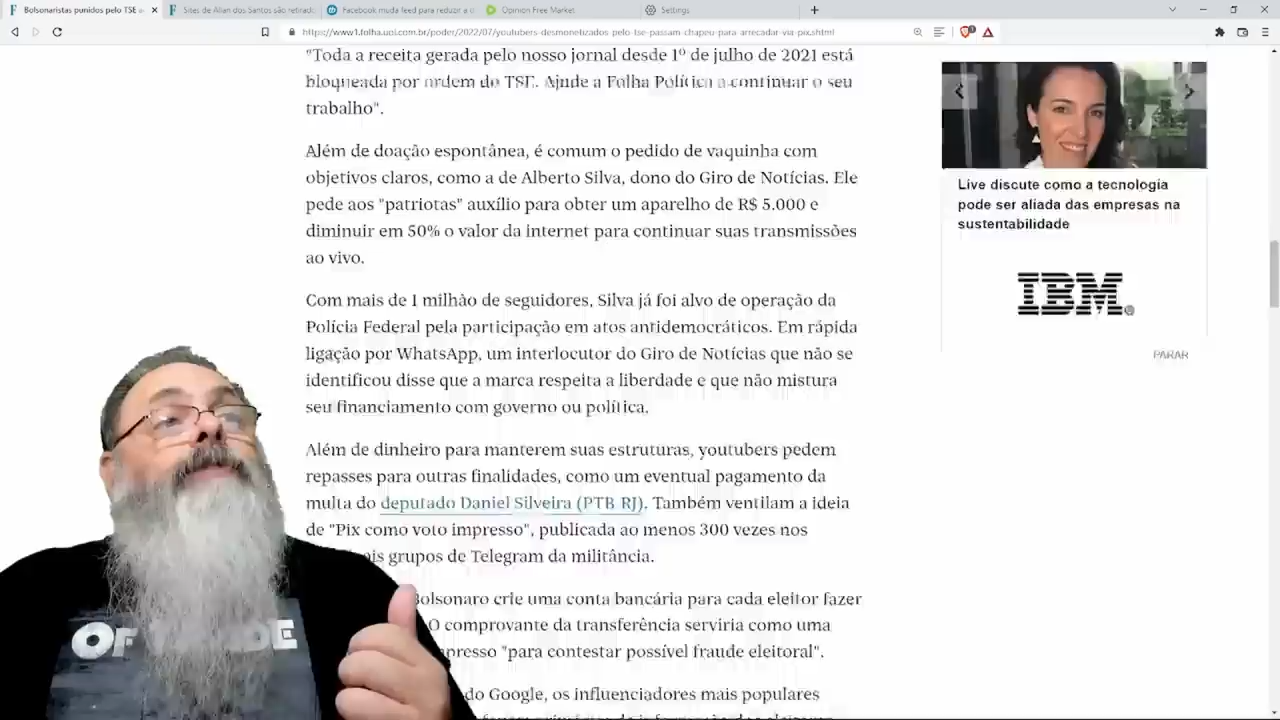 Bolsonaristas punidos pelo TSE a
Sites de Allan dos Santos são retirad
Facebook muda feed para reduzir a c
Opinion Free Market
Settings
https://www1.folha.uol.com.br/poder/2022/07/youtubers-desmonetizados-pelo-tse-passam-chapeu-para-arrecadar-via-pix.shtml
"Toda a receita gerada pelo nosso jornal desde 1º de julho de 2021 está
bloqueada por ordem do TSE. Ajude a Folha Política a continuar o seu
trabalho".
Além de doação espontânea, é comum o pedido de vaquinha com
objetivos claros, como a de Alberto Silva, dono do Giro de Notícias. Ele
pede aos "patriotas" auxílio para obter um aparelho de R$ 5.000 e
diminuir em 50% o valor da internet para continuar suas transmissões
ao vivo.
Com mais de 1 milhão de seguidores, Silva já foi alvo de operação da
Polícia Federal pela participação em atos antidemocráticos. Em rápida
ligação por WhatsApp, um interlocutor do Giro de Notícias que não se
identificou disse que a marca respeita a liberdade e que não mistura
seu financiamento com governo ou política.
Além de dinheiro para manterem suas estruturas, youtubers pedem
repasses para outras finalidades, como um eventual pagamento da
multa do deputado Daniel Silveira (PTB RJ). Também ventilam a ideia
de "Pix como voto impresso", publicada ao menos 300 vezes nos
ais grupos de Telegram da militância.
Bolsonaro crie uma conta bancária para cada eleitor fazer
O comprovante da transferência serviria como uma
presso "para contestar possível fraude eleitoral".
do Google, os influenciadores mais populares
Live discute como a tecnologia
pode ser aliada das empresas na
sustentabilidade
IBM®
PARAR